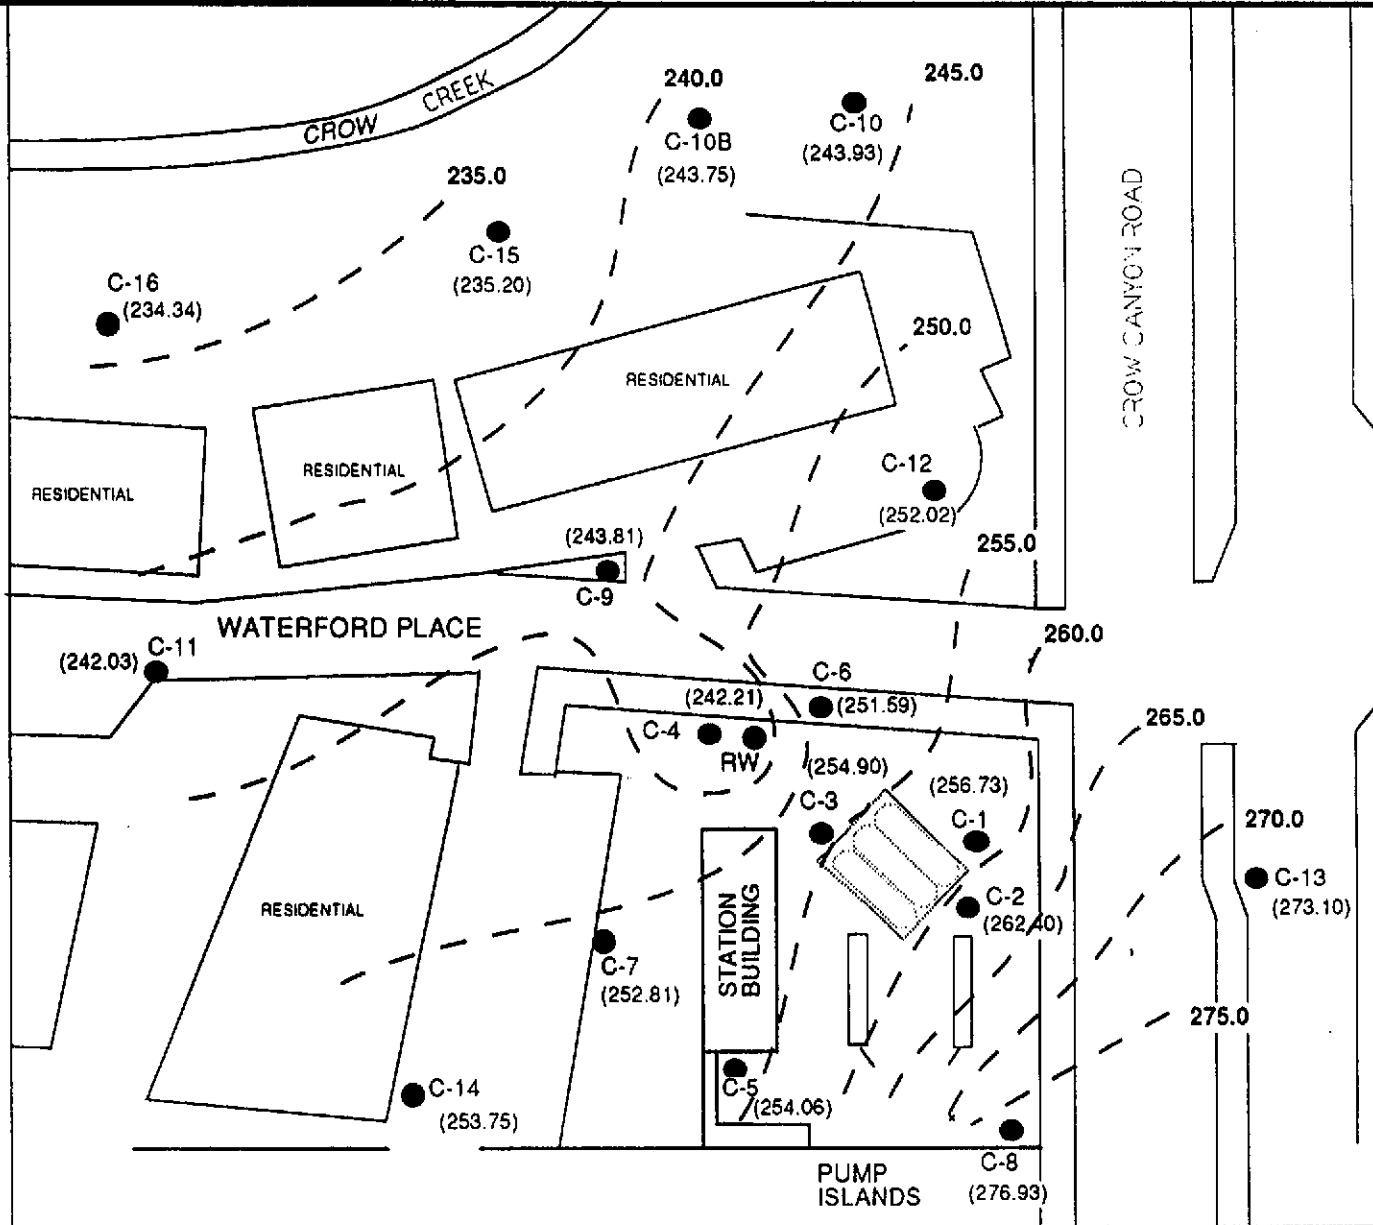 240.0
245.0
CROW CREEK
C-10B
(243.75)
C-10
(243.93)
235.0
C-15
(235.20)
CROW CANYON ROAD
C-16
(234.34)
250.0
RESIDENTIAL
RESIDENTIAL
RESIDENTIAL
C-12
(252.02)
(243.81)
C-9
255.0
WATERFORD PLACE
260.0
(242.03)
C-11
C-6
(242.21)
(251.59)
265.0
C-4
RW
(254.90)
C-3
(256.73)
C-1
270.0
C-13
(273.10)
C-2
(262.40)
RESIDENTIAL
STATION
BUILDING
C-7
(252.81)
275.0
C-5
(254.06)
C-14
(253.75)
C-8
(276.93)
PUMP
ISLANDS